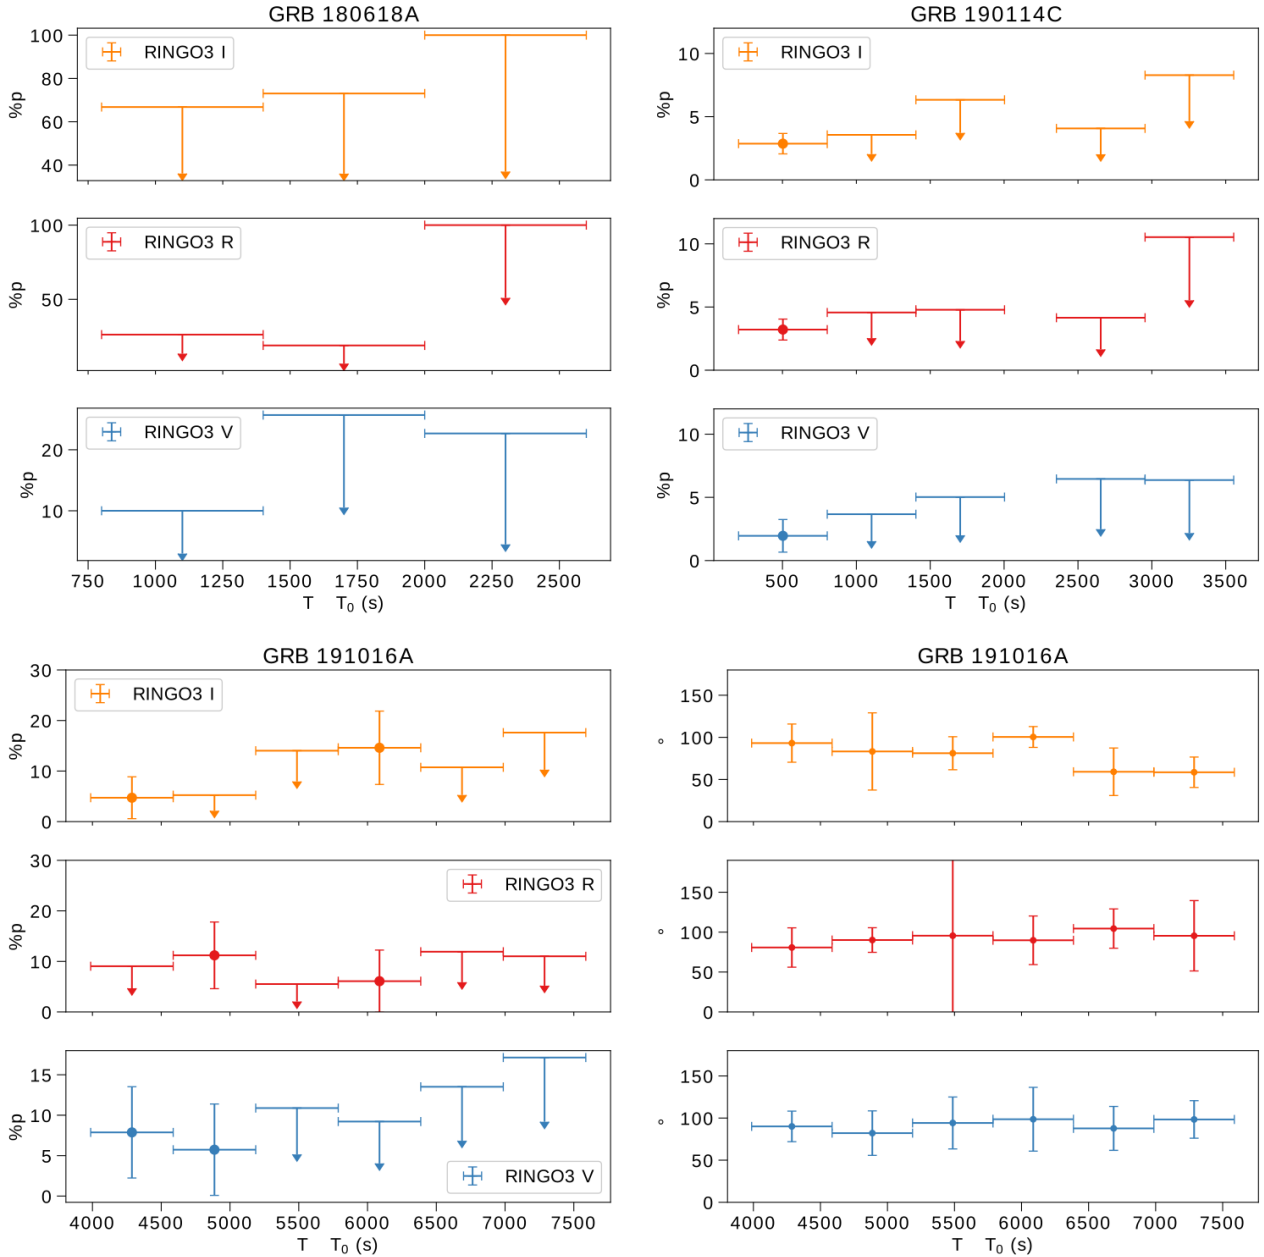 GRB 180618A
RINGO3 I
%p
100
80
60
40
RINGO3 R
%p
100
50
RINGO3 V
%p
20
10
750 1000 1250 1500 1750 2000 2250 2500
T T0 (s)
GRB 190114C
RINGO3 I
%p
10
5
0
RINGO3 R
%p
10
5
0
RINGO3 V
%p
10
5
0
500 1000 1500 2000 2500 3000 3500
T T0 (s)
GRB 191016A
RINGO3 I
%p
30
20
10
0
RINGO3 R
%p
30
20
10
0
RINGO3 V
%p
15
10
5
0
4000 4500 5000 5500 6000 6500 7000 7500
T T0 (s)
GRB 191016A
°
150
100
50
0
°
150
100
50
0
°
150
100
50
0
4000 4500 5000 5500 6000 6500 7000 7500
T T0 (s)